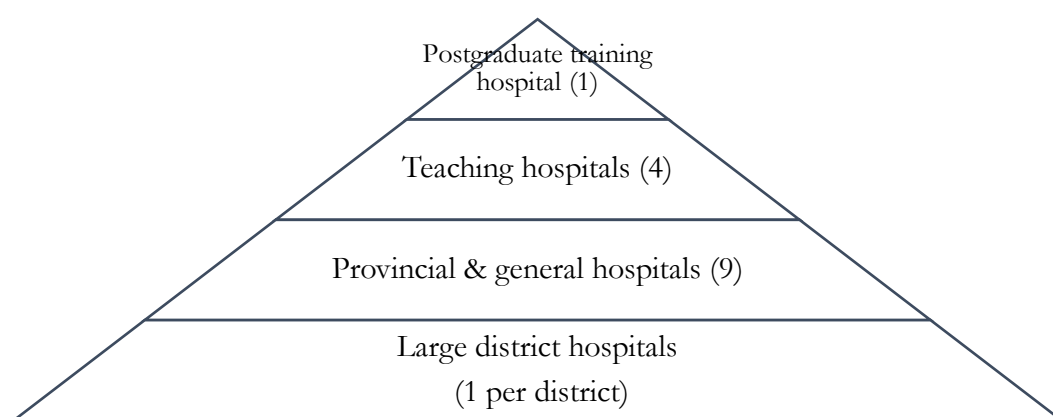 Postgraduate training
hospital (1)
Teaching hospitals (4)
Provincial & general hospitals (9)
Large district hospitals
(1 per district)